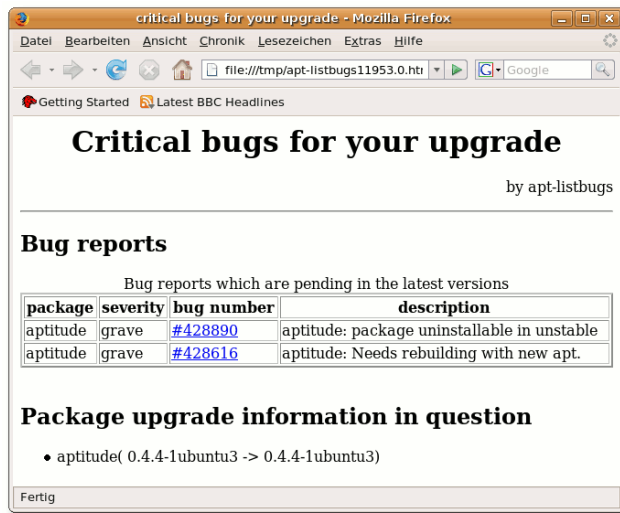 critical bugs for your upgrade - Mozilla Firefox
Datei Bearbeiten Ansicht Chronik Lesezeichen Extras Hilfe
file:///tmp/apt-listbugs11953.0.htr G Google
Getting Started Latest BBC Headlines
Critical bugs for your upgrade
by apt-listbugs
Bug reports
Bug reports which are pending in the latest versions
package severity bug number description
aptitude grave #428890 aptitude: package uninstallable in unstable
aptitude grave #428616 aptitude: Needs rebuilding with new apt.
Package upgrade information in question
• aptitude( 0.4.4-1ubuntu3 -> 0.4.4-1ubuntu3)
Fertig